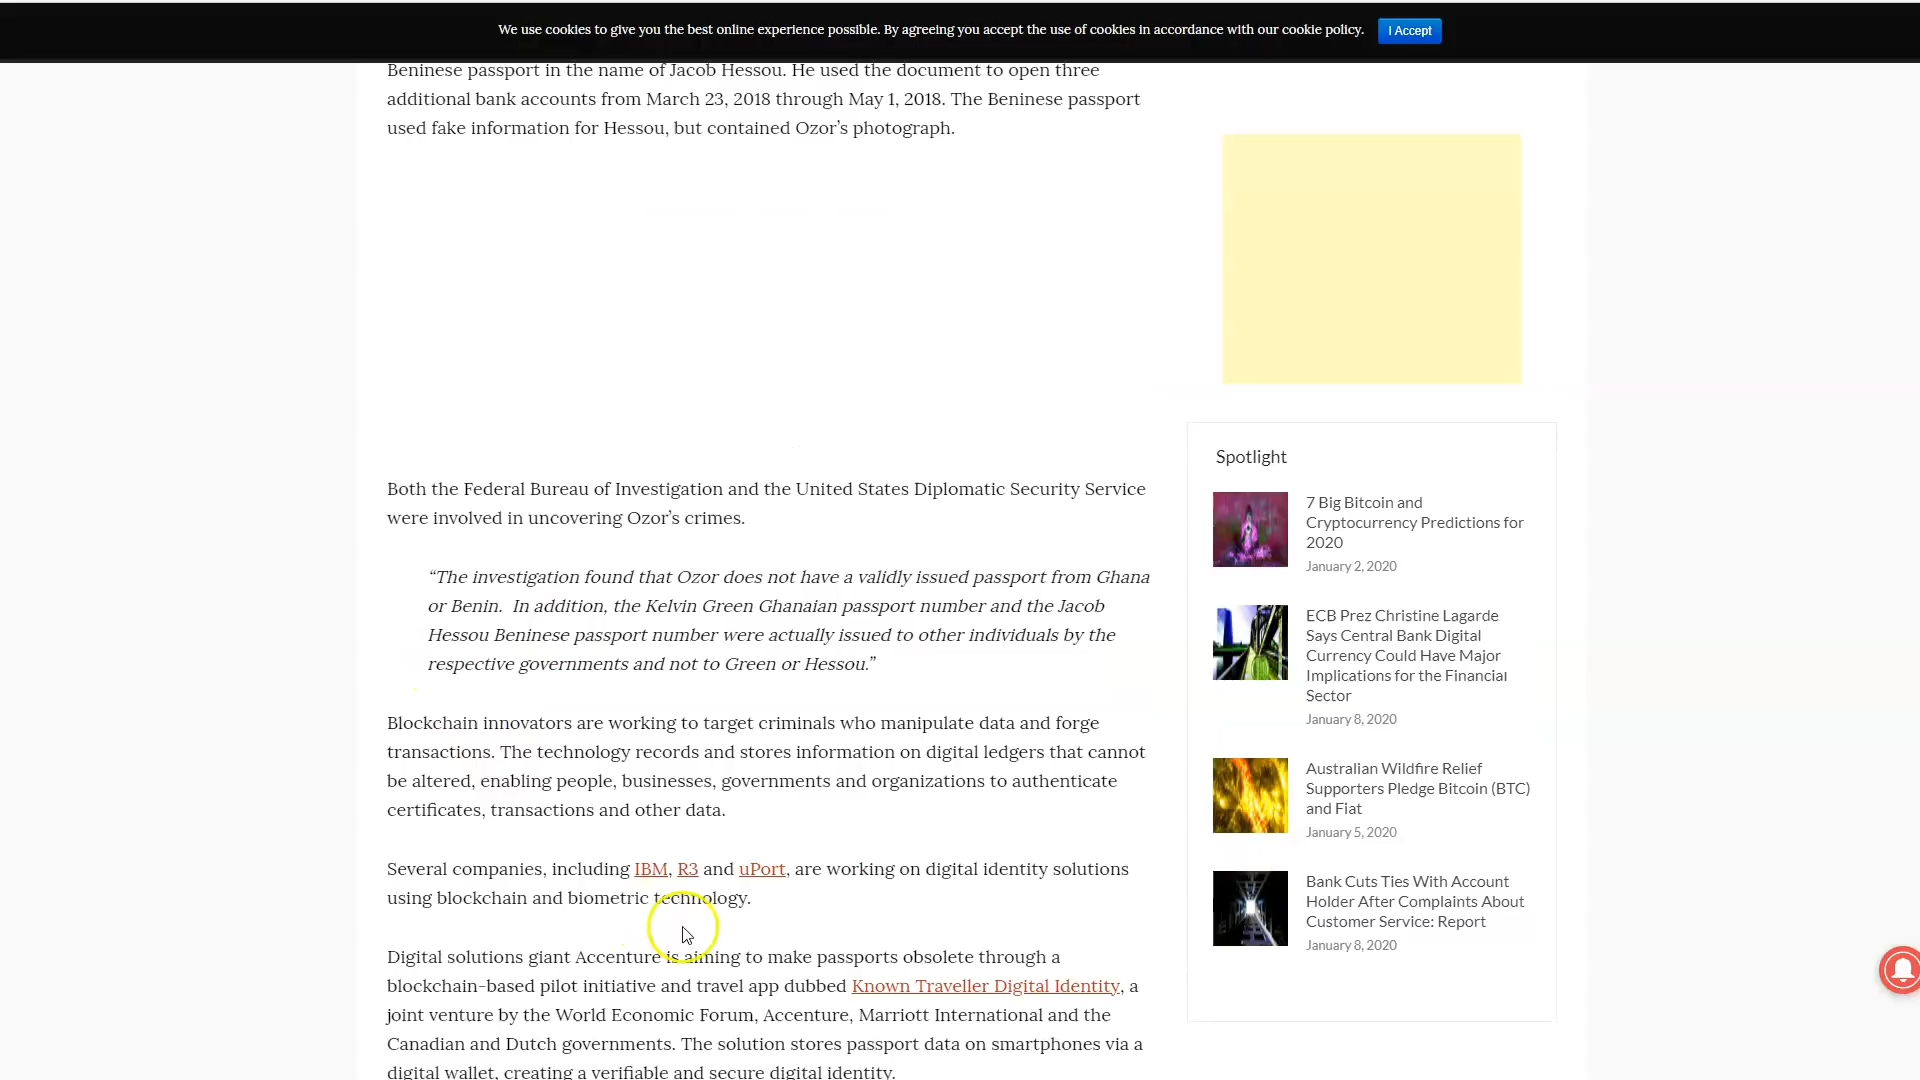 We use cookies to give you the best online experience possible. By agreeing you accept the use of cookies in accordance with our cookie policy.
I Accept
Beninese passport in the name of Jacob Hessou. He used the document to open three
additional bank accounts from March 23, 2018 through May 1, 2018. The Beninese passport
used fake information for Hessou, but contained Ozor’s photograph.
Both the Federal Bureau of Investigation and the United States Diplomatic Security Service
were involved in uncovering Ozor’s crimes.
“The investigation found that Ozor does not have a validly issued passport from Ghana
or Benin.  In addition, the Kelvin Green Ghanaian passport number and the Jacob
Hessou Beninese passport number were actually issued to other individuals by the
respective governments and not to Green or Hessou.”
Blockchain innovators are working to target criminals who manipulate data and forge
transactions. The technology records and stores information on digital ledgers that cannot
be altered, enabling people, businesses, governments and organizations to authenticate
certificates, transactions and other data.
Several companies, including IBM, R3 and uPort, are working on digital identity solutions
using blockchain and biometric technology.
Digital solutions giant Accenture is aiming to make passports obsolete through a
blockchain-based pilot initiative and travel app dubbed Known Traveller Digital Identity, a
joint venture by the World Economic Forum, Accenture, Marriott International and the
Canadian and Dutch governments. The solution stores passport data on smartphones via a
digital wallet, creating a verifiable and secure digital identity.
Spotlight
7 Big Bitcoin and
Cryptocurrency Predictions for
2020
January 2, 2020
ECB Prez Christine Lagarde
Says Central Bank Digital
Currency Could Have Major
Implications for the Financial
Sector
January 8, 2020
Australian Wildfire Relief
Supporters Pledge Bitcoin (BTC)
and Fiat
January 5, 2020
Bank Cuts Ties With Account
Holder After Complaints About
Customer Service: Report
January 8, 2020